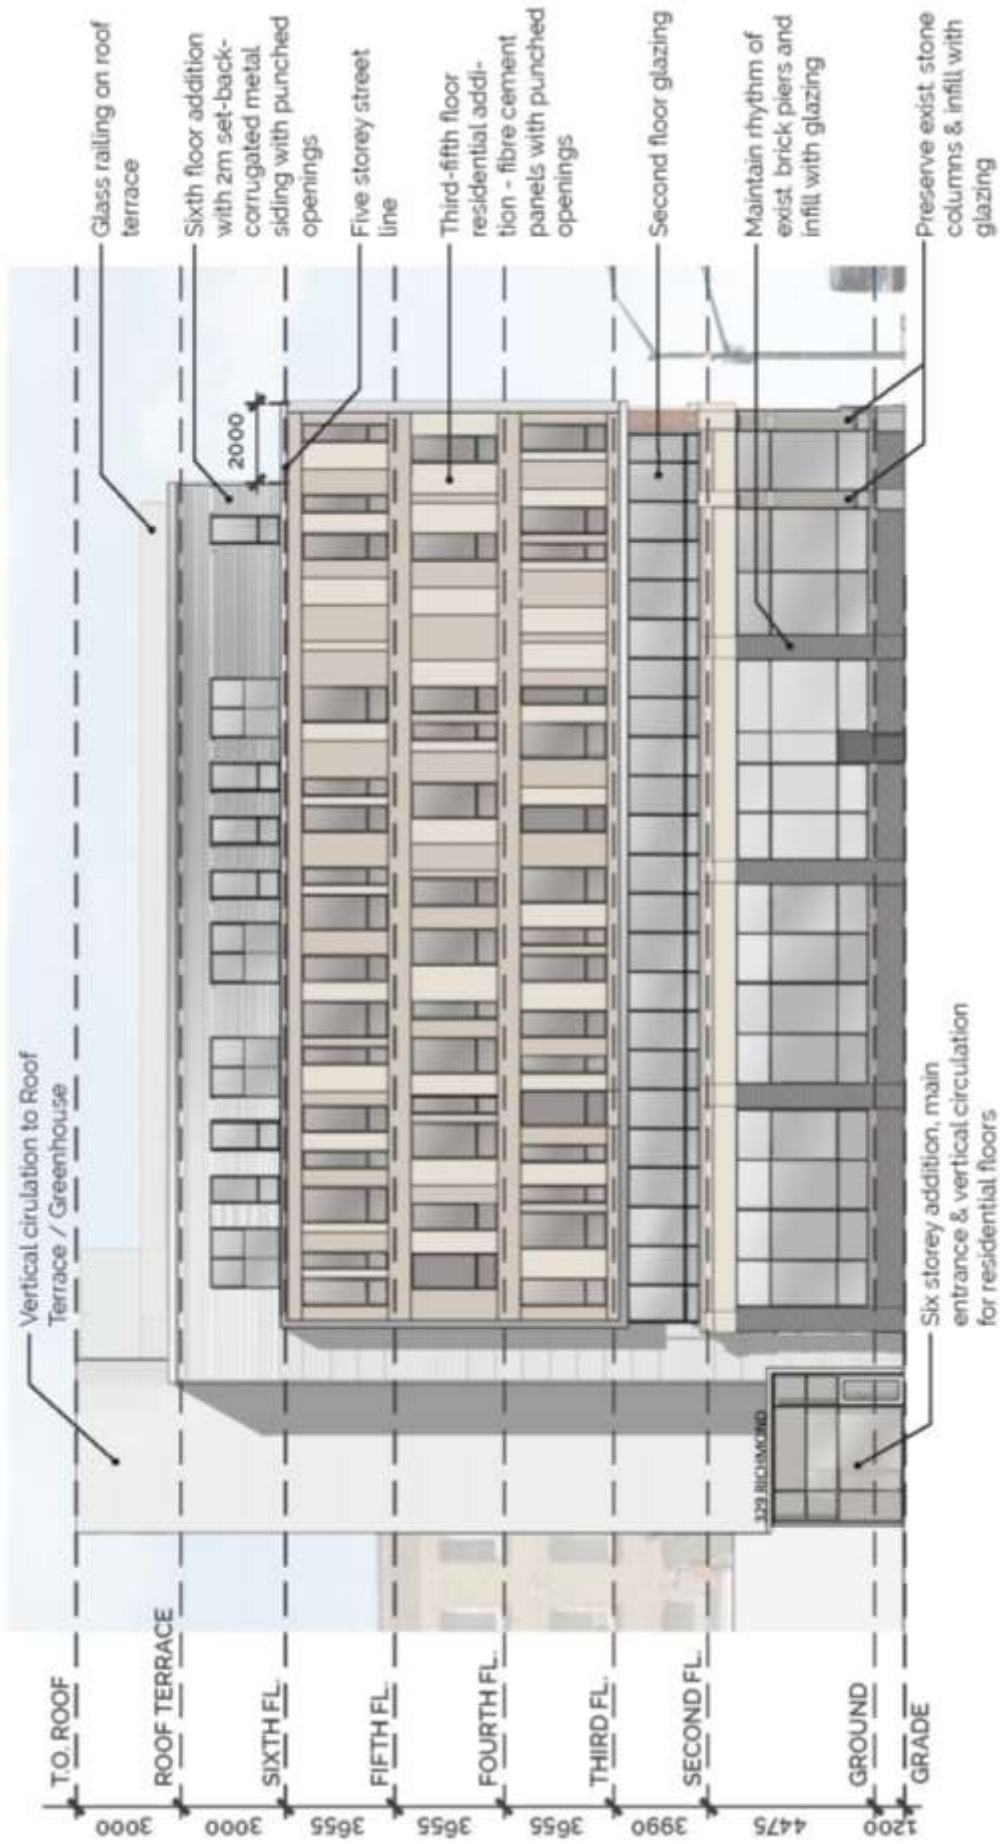 Vertical cirulation to Roof
Terrace / Greenhouse
Glass railing on roof
terrace
Sixth floor addition
with 2m set-back-
corrugated metal
siding with punched
openings
Five storey street
line
Third-fifth floor
residential addi-
tion - fibre cement
panels with punched
openings
Second floor glazing
Maintain rhythm of
exist. brick piers and
infill with glazing
Preserve exist. stone
columns & infill with
glazing
Six storey addition, main
entrance & vertical circulation
for residential floors
2000
329 RICHMOND
T.O. ROOF
3000
ROOF TERRACE
3000
SIXTH FL.
3655
FIFTH FL.
3655
FOURTH FL.
3655
THIRD FL.
3990
SECOND FL.
4475
GROUND
1200
GRADE